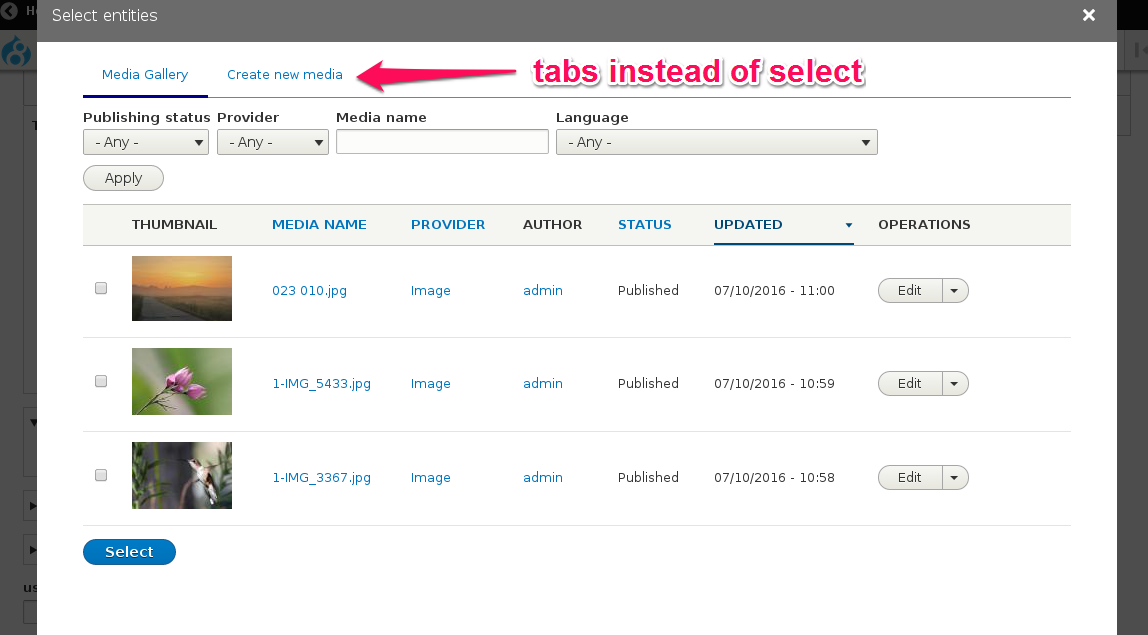 Select entities
Media Gallery Create new media tabs instead of select
Publishing status Provider Media name Language
- Any - - Any - - Any -
Apply
THUMBNAIL MEDIA NAME PROVIDER AUTHOR STATUS UPDATED OPERATIONS
023 010.jpg Image admin Published 07/10/2016 - 11:00 Edit
1-IMG_5433.jpg Image admin Published 07/10/2016 - 10:59 Edit
1-IMG_3367.jpg Image admin Published 07/10/2016 - 10:58 Edit
Select